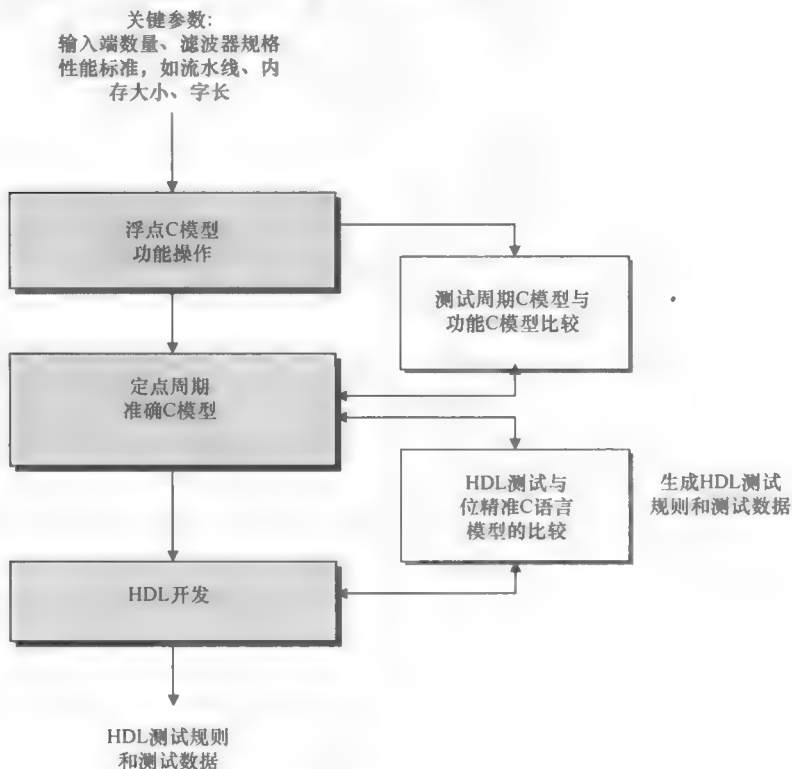 关键参数:
输入端数量、滤波器规格
性能标准，如流水线、内
存大小、字长
浮点C模型
功能操作
测试周期C模型与
功能C模型比较
定点周期
准确C模型
HDL测试与
位精准C语言
模型的比较
生成HDL测试
规则和测试数据
HDL开发
HDL测试规则
和测试数据